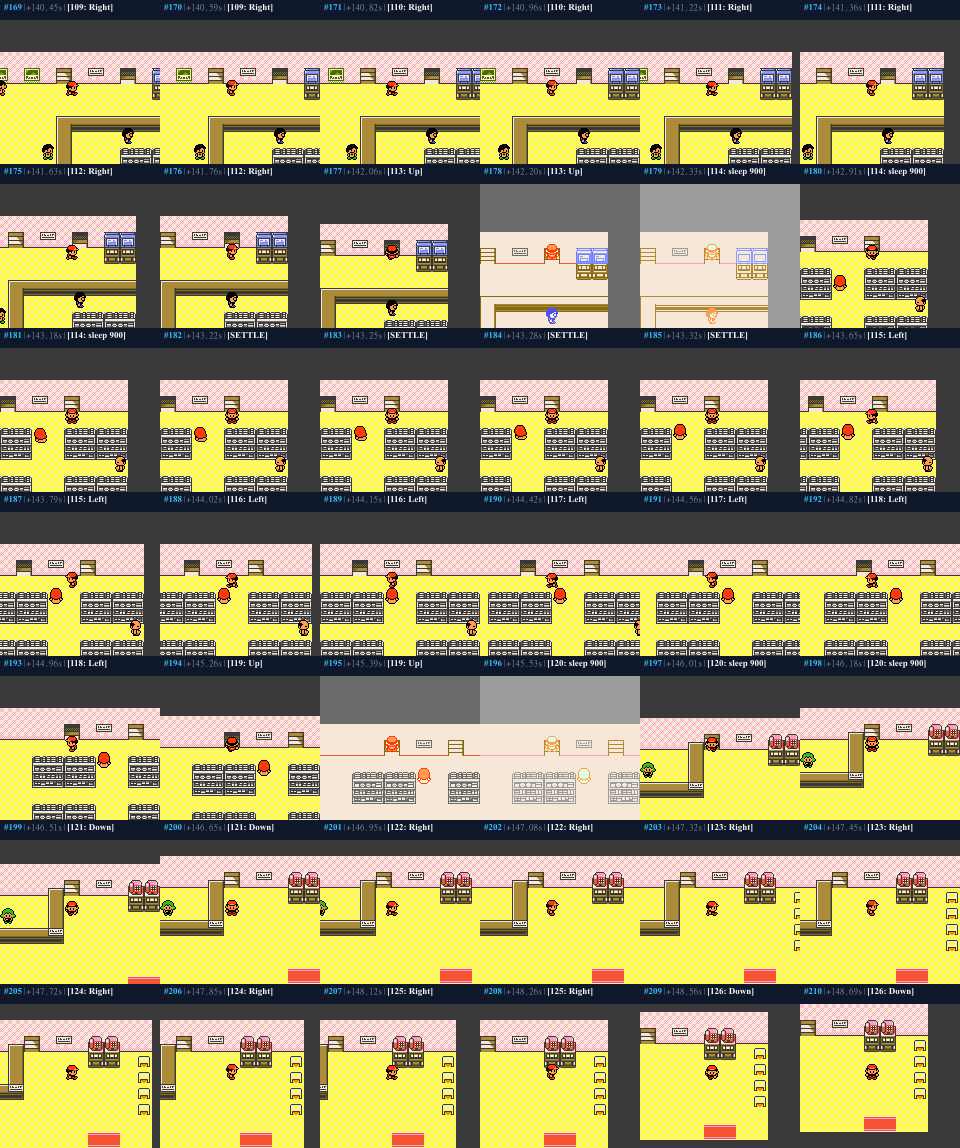 #169|+140.45s| [109: Right] #170|+140.59s| [109: Right] #171|+140.82s| [110: Right] #172|+140.96s| [110: Right] #173|+141.22s| [111: Right] #174|+141.36s| [111: Right]
#175|+141.63s| [112: Right] #176|+141.76s| [112: Right] #177|+142.06s| [113: Up] #178|+142.20s| [113: Up] #179|+142.33s| [114: sleep 900] #180|+142.91s| [114: sleep 900]
#181|+143.18s| [114: sleep 900] #182|+143.22s| [SETTLE] #183|+143.25s| [SETTLE] #184|+143.28s| [SETTLE] #185|+143.32s| [SETTLE] #186|+143.65s| [115: Left]
#187|+143.79s| [115: Left] #188|+144.02s| [116: Left] #189|+144.15s| [116: Left] #190|+144.42s| [117: Left] #191|+144.56s| [117: Left] #192|+144.82s| [118: Left]
#193|+144.96s| [118: Left] #194|+145.26s| [119: Up] #195|+145.39s| [119: Up] #196|+145.53s| [120: sleep 900] #197|+146.01s| [120: sleep 900] #198|+146.18s| [120: sleep 900]
#199|+146.51s| [121: Down] #200|+146.65s| [121: Down] #201|+146.95s| [122: Right] #202|+147.08s| [122: Right] #203|+147.32s| [123: Right] #204|+147.45s| [123: Right]
#205|+147.72s| [124: Right] #206|+147.85s| [124: Right] #207|+148.12s| [125: Right] #208|+148.26s| [125: Right] #209|+148.56s| [126: Down] #210|+148.69s| [126: Down]